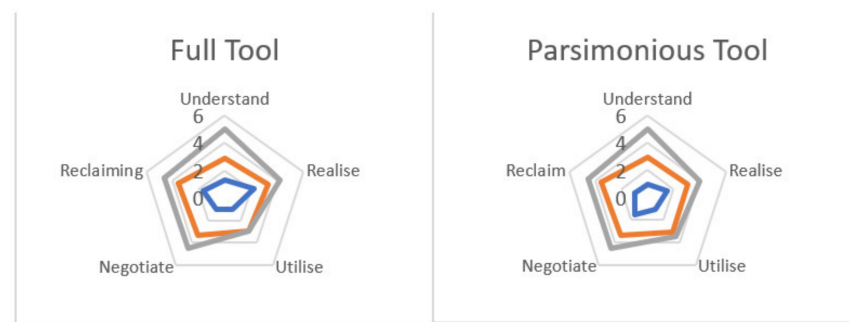 Full Tool
Understand
6
4
2
0
Reclaiming
Realise
Negotiate
Utilise
Parsimonious Tool
Understand
6
4
2
0
Reclaim
Realise
Negotiate
Utilise